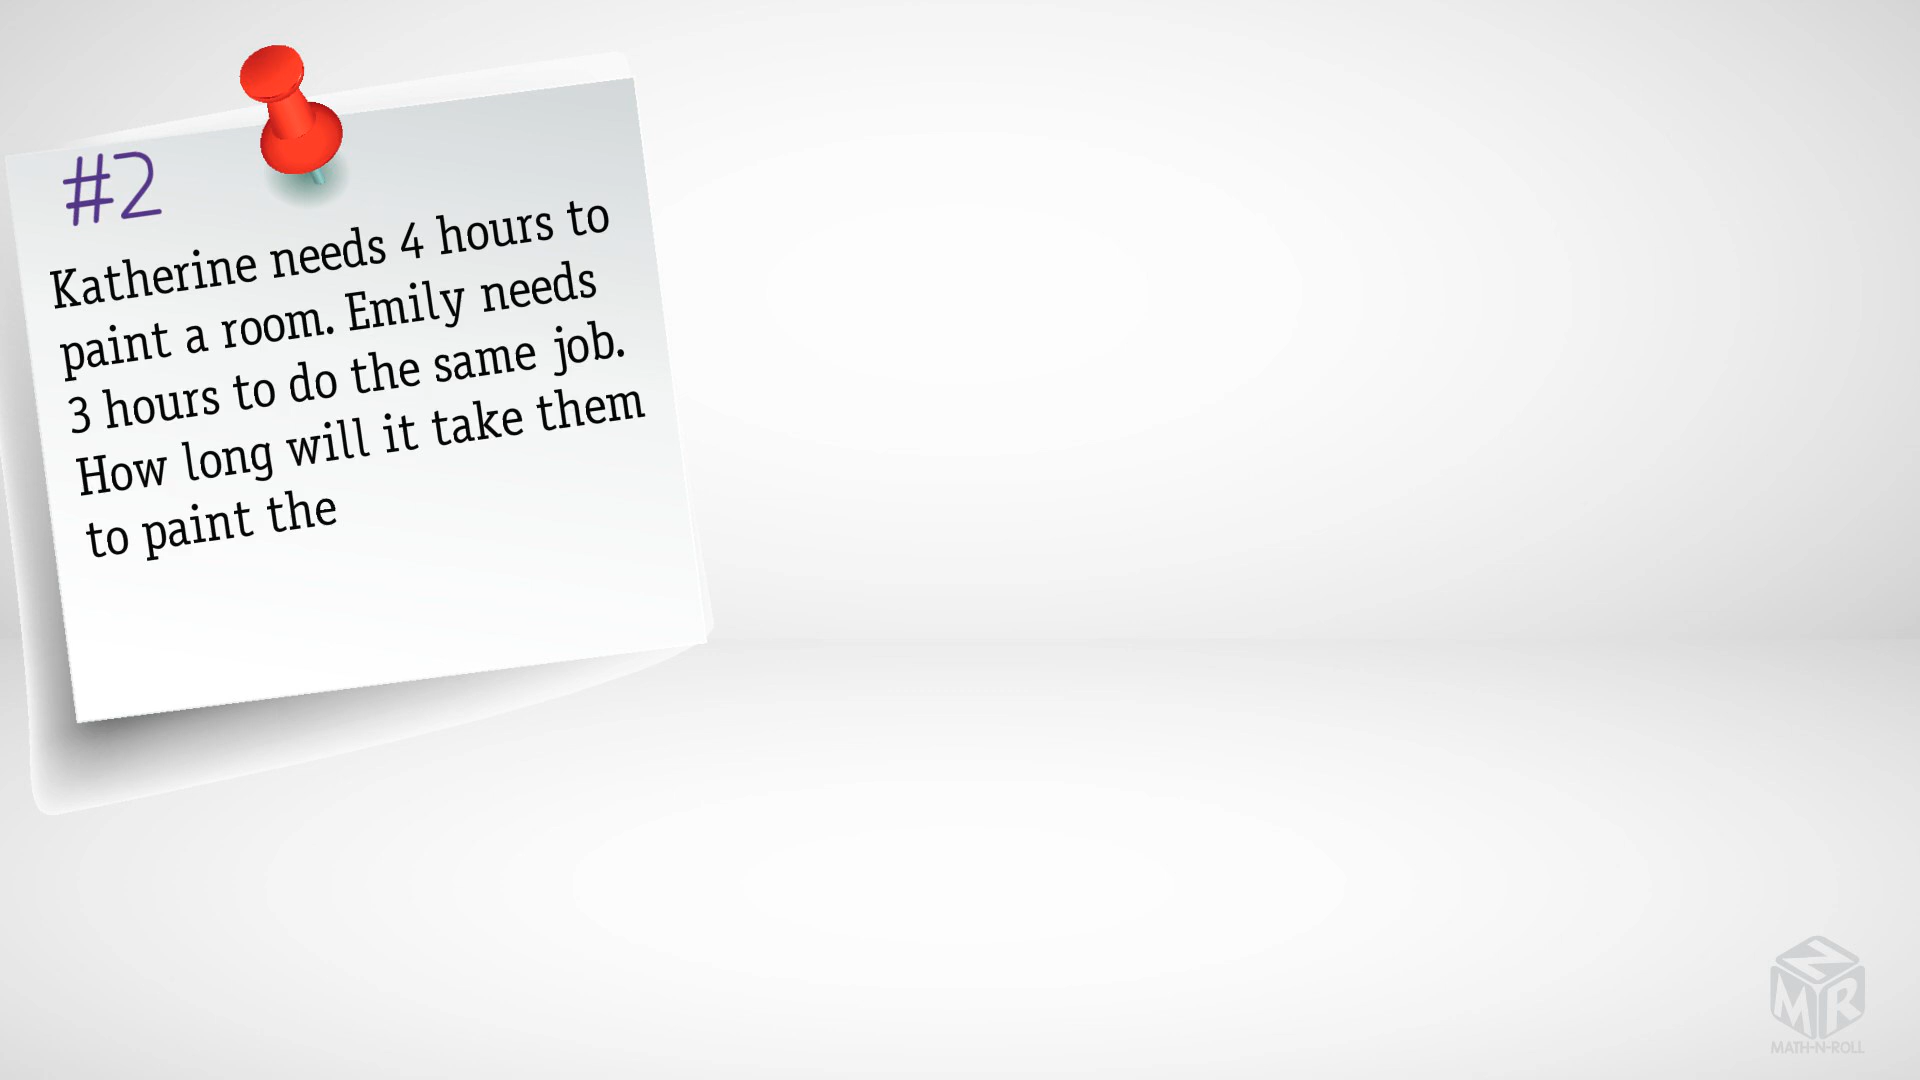 #2
Katherine needs 4 hours to
paint a room. Emily needs
3 hours to do the same job.
How long will it take them
to paint the
MNR
MATH-N-ROLL